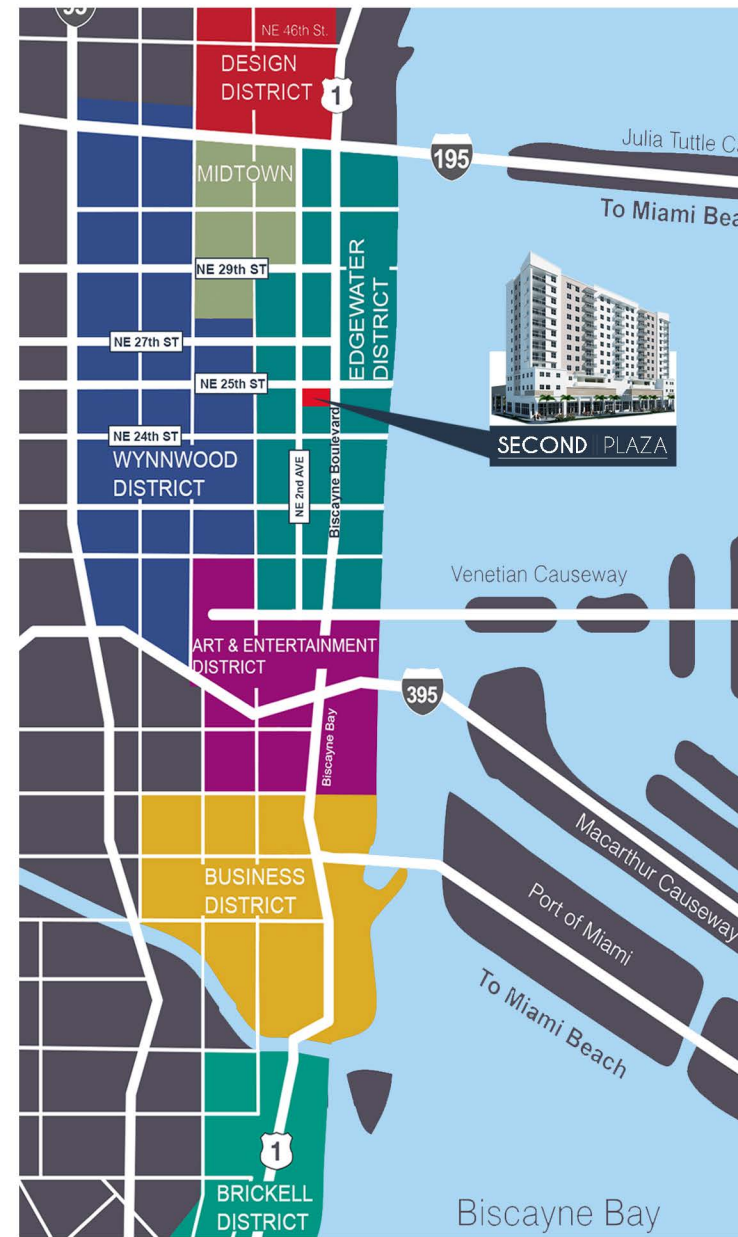 95
NE 46th St.
DESIGN
DISTRICT
1
Julia Tuttle
195
MIDTOWN
To Miami
NE 29th ST
EDGEWATER
DISTRICT
NE 27th ST
NE 25th ST
NE 24th ST
WYNNWOOD
DISTRICT
NE 2nd AVE
Biscayne Boulevard
SECOND PLAZA
Venetian Causeway
ART & ENTERTAINMENT
DISTRICT
395
Biscayne Bay
Macarthur Causeway
BUSINESS
DISTRICT
Port of Miami
To Miami Beach
1
BRICKELL
DISTRICT
Biscayne Bay